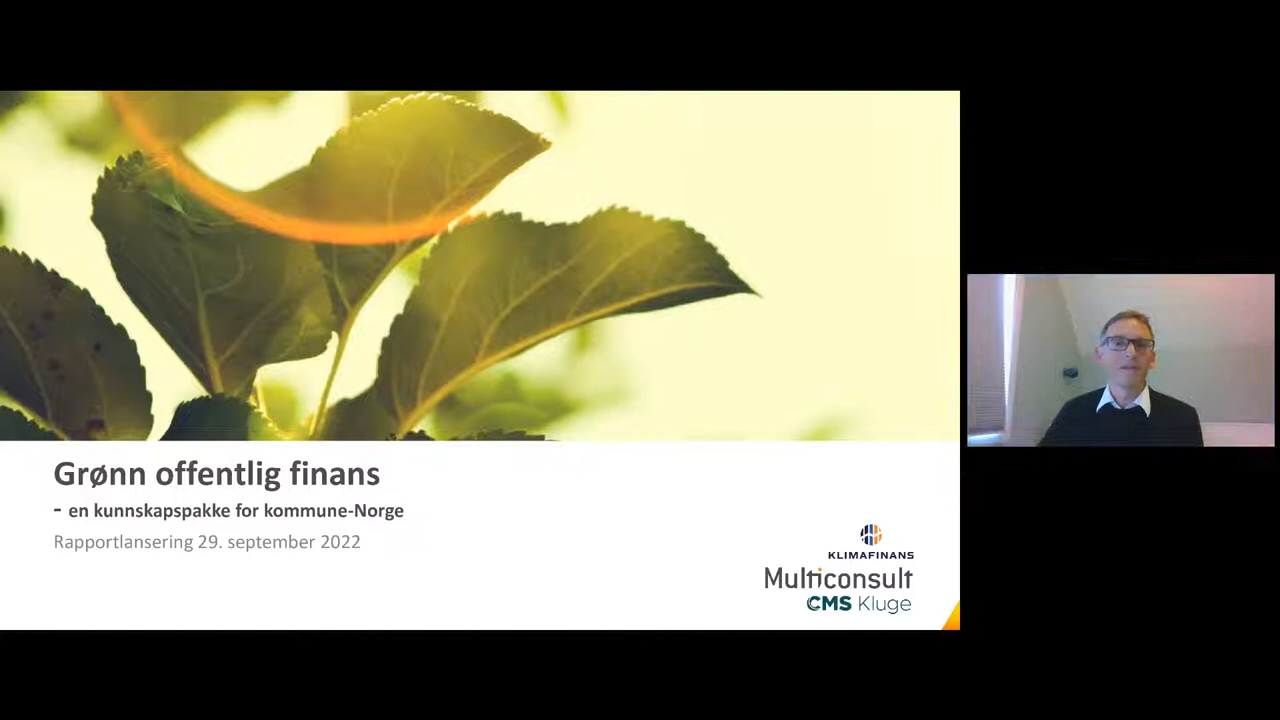 Grønn offentlig finans
- en kunnskapspakke for kommune-Norge
Rapportlansering 29. september 2022
KLIMAFINANS
Multiconsult
CMS Kluge